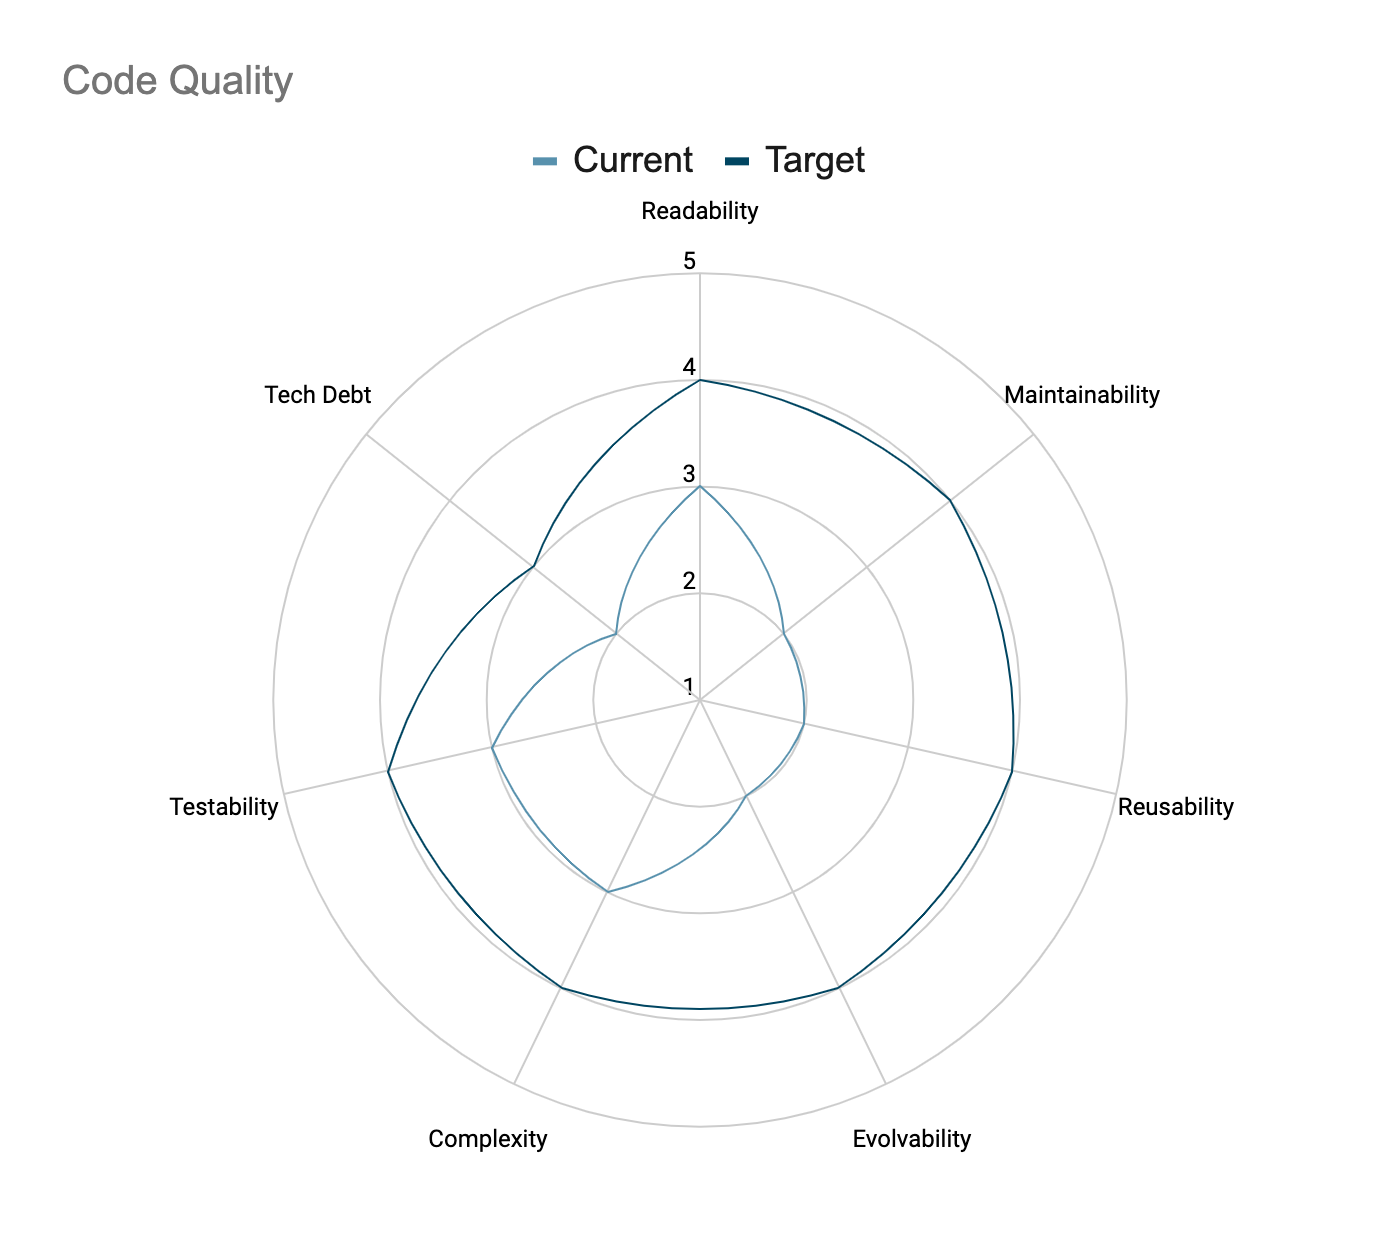 Code Quality
Current Target
Readability
5
4
Tech Debt
Maintainability
3
2
1
Testability
Reusability
Complexity
Evolvability